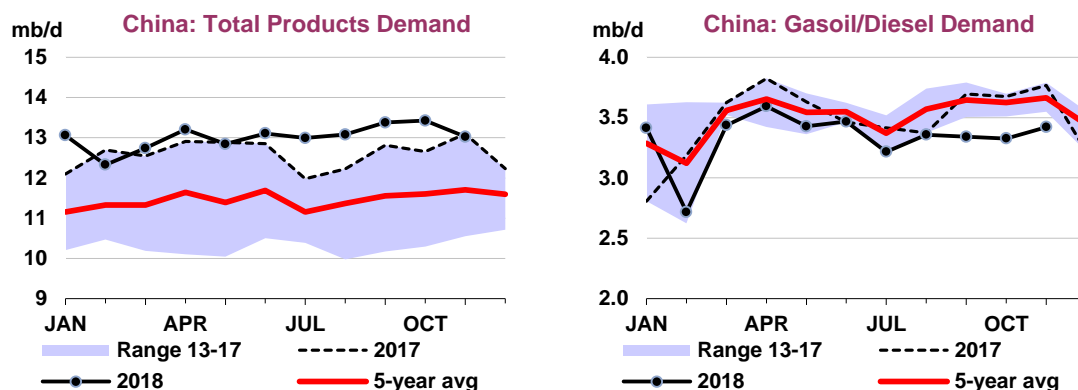 China: Total Products Demand
mb/d
15
14
13
12
11
10
9
JAN APR JUL OCT
Range 13-17 2017
2018 5-year avg
China: Gasoil/Diesel Demand
mb/d
4.0
3.5
3.0
2.5
2.0
JAN APR JUL OCT
Range 13-17 2017
2018 5-year avg